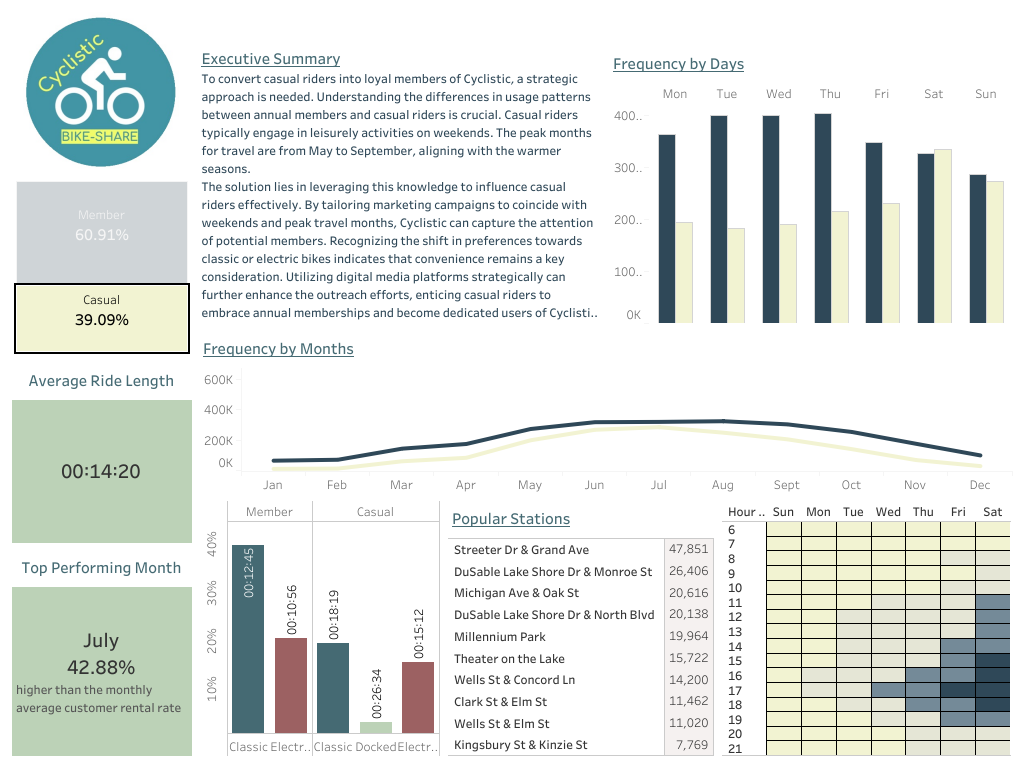 Cyclistic
BIKE-SHARE
Member
60.91%
Casual
39.09%
Average Ride Length
00:14:20
Top Performing Month
July
42.88%
higher than the monthly
average customer rental rate
Executive Summary
To convert casual riders into loyal members of Cyclistic, a strategic
approach is needed. Understanding the differences in usage patterns
between annual members and casual riders is crucial. Casual riders
typically engage in leisurely activities on weekends. The peak months
for travel are from May to September, aligning with the warmer
seasons.
The solution lies in leveraging this knowledge to influence casual
riders effectively. By tailoring marketing campaigns to coincide with
weekends and peak travel months, Cyclistic can capture the attention
of potential members. Recognizing the shift in preferences towards
classic or electric bikes indicates that convenience remains a key
consideration. Utilizing digital media platforms strategically can
further enhance the outreach efforts, enticing casual riders to
embrace annual memberships and become dedicated users of Cyclisti..
Frequency by Days
Mon Tue Wed Thu Fri Sat Sun
400..
300..
200..
100..
0K
Frequency by Months
600K
400K
200K
0K
Jan Feb Mar Apr May Jun Jul Aug Sept Oct Nov Dec
Member Casual
40%
30%
20%
10%
00:12:45
00:10:56
00:18:19
00:26:34
00:15:12
Classic Electr.. Classic Docked Electr..
Popular Stations
Streeter Dr & Grand Ave 47,851
DuSable Lake Shore Dr & Monroe St 26,406
Michigan Ave & Oak St 20,616
DuSable Lake Shore Dr & North Blvd 20,138
Millennium Park 19,964
Theater on the Lake 15,722
Wells St & Concord Ln 14,200
Clark St & Elm St 11,462
Wells St & Elm St 11,020
Kingsbury St & Kinzie St 7,769
Hour .. Sun Mon Tue Wed Thu Fri Sat
6
7
8
9
10
11
12
13
14
15
16
17
18
19
20
21